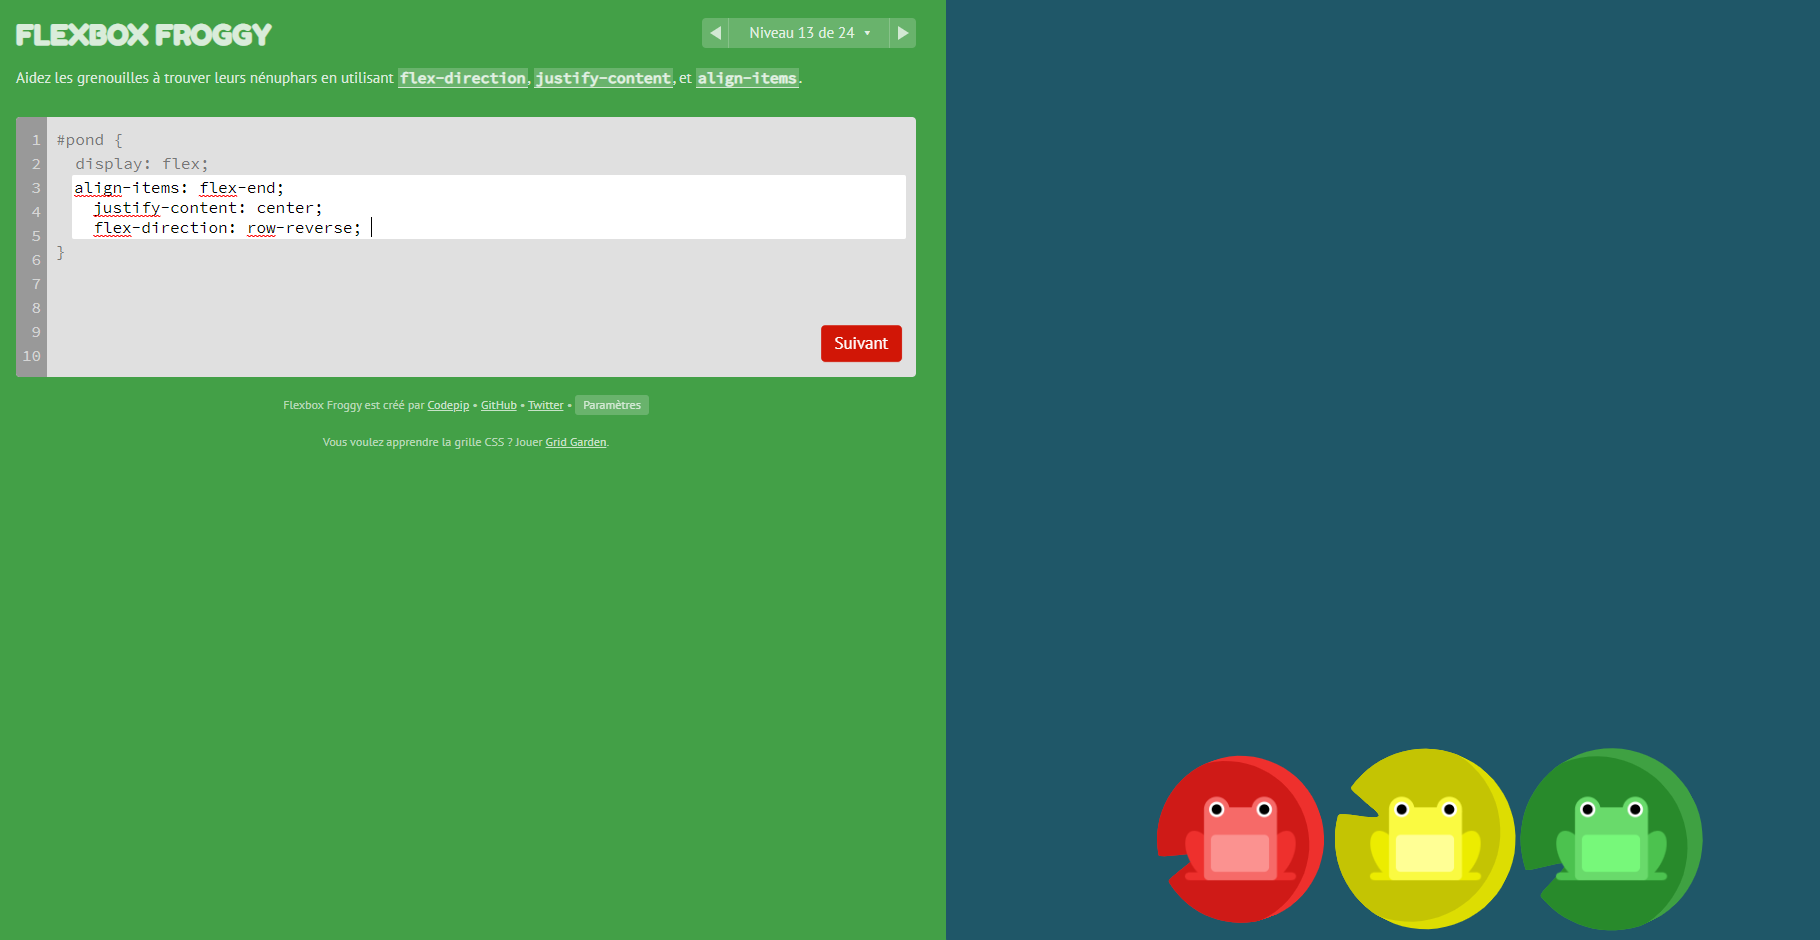 FLEXBOX FROGGY
Niveau 13 de 24
Aidez les grenouilles à trouver leurs nénuphars en utilisant flex-direction, justify-content, et align-items.
1 #pond {
2 display: flex;
3 align-items: flex-end;
4 justify-content: center;
5 flex-direction: row-reverse;
6 }
7
8
9
10
Suivant
Flexbox Froggy est créé par Codepip • GitHub • Twitter • Paramètres
Vous voulez apprendre la grille CSS ? Jouer Grid Garden.